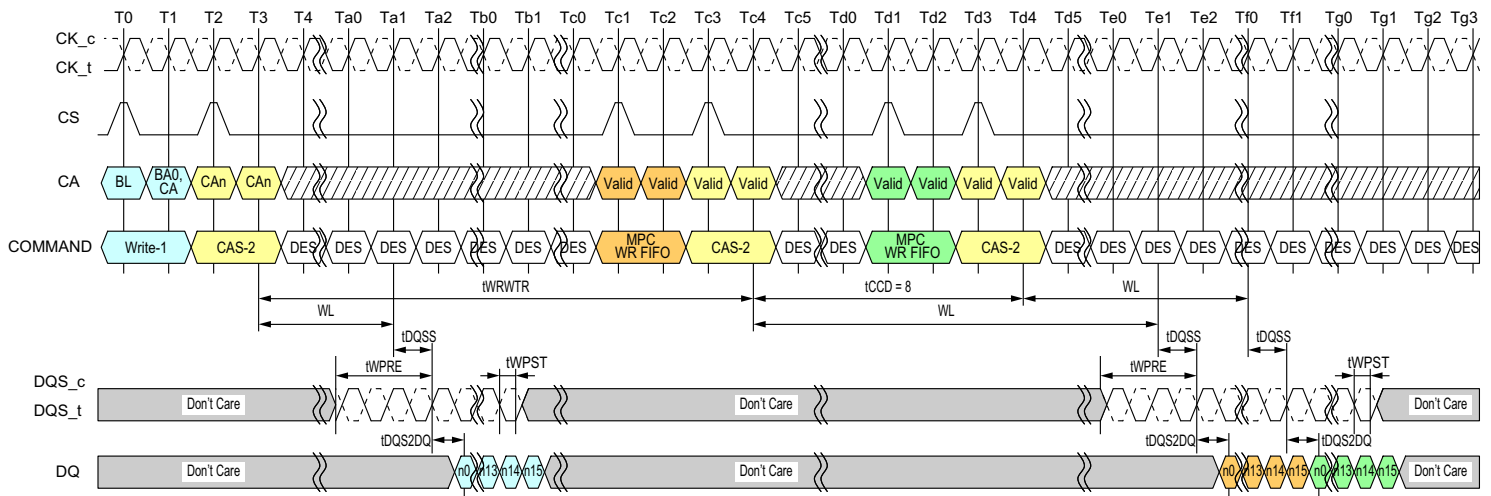 T0 T1 T2 T3 T4 Ta0 Ta1 Ta2 Tb0 Tb1 Tc0 Tc1 Tc2 Tc3 Tc4 Tc5 Td0 Td1 Td2 Td3 Td4 Td5 Te0 Te1 Te2 Tf0 Tf1 Tg0 Tg1 Tg2 Tg3
CK_c
CK_t
CS
CA BL BA0, CA CAn CAn Valid Valid Valid Valid Valid Valid Valid Valid
COMMAND Write-1 CAS-2 DES DES DES DES DES DES DES MPC WR FIFO CAS-2 DES DES MPC WR FIFO CAS-2 DES DES DES DES DES DES DES DES DES DES
tWRWTR tCCD = 8 WL
WL WL
tDQSS tDQSS tDQSS
tWPRE tWPST tWPRE tWPST
DQS_c
DQS_t
Don't Care Don't Care Don't Care
tDQS2DQ tDQS2DQ tDQS2DQ
DQ Don't Care n0 n13 n14 n15 Don't Care n0 n13 n14 n15 n0 n13 n14 n15 Don't Care